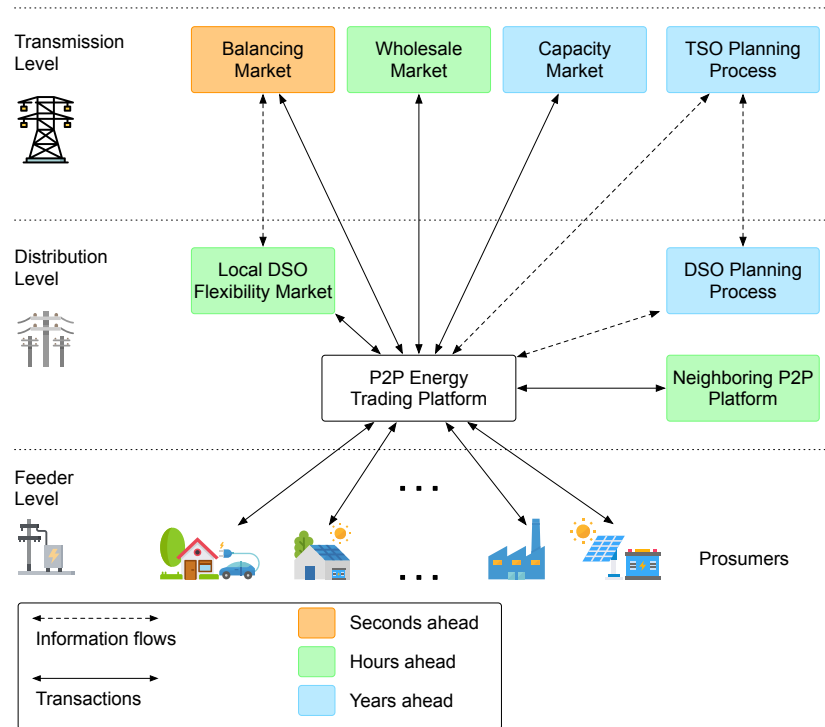 Transmission
Level
Balancing
Market
Wholesale
Market
Capacity
Market
TSO Planning
Process
Distribution
Level
Local DSO
Flexibility Market
DSO Planning
Process
P2P Energy
Trading Platform
Neighboring P2P
Platform
Feeder
Level
...
...
Prosumers
Information flows
Transactions
Seconds ahead
Hours ahead
Years ahead